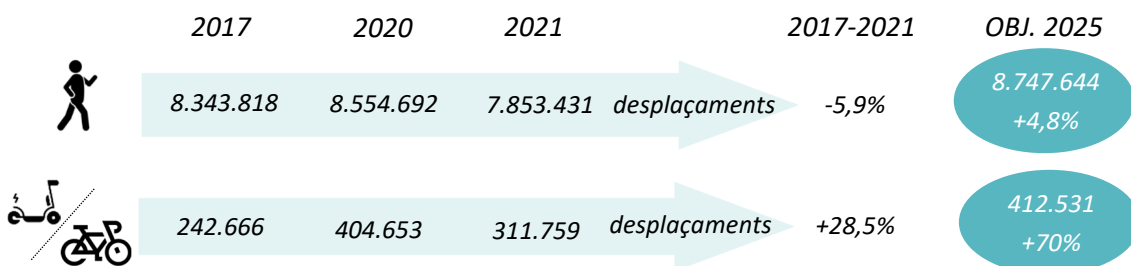 2017 2020 2021 2017-2021 OBJ. 2025
8.343.818 8.554.692 7.853.431 desplaçaments -5,9% 8.747.644
+4,8%
242.666 404.653 311.759 desplaçaments +28,5% 412.531
+70%